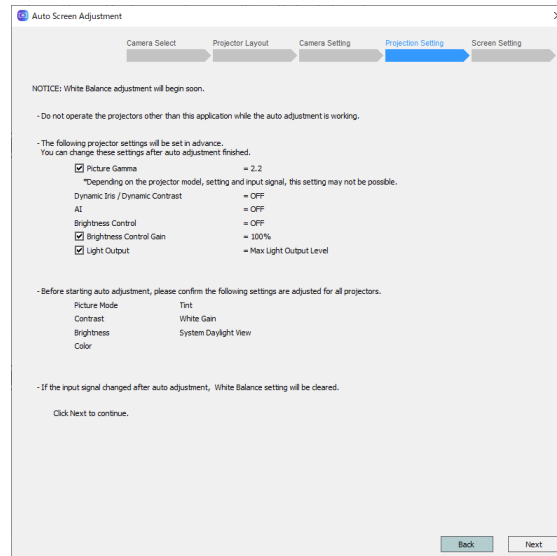 Auto Screen Adjustment
Camera Select Projector Layout Camera Setting Projection Setting Screen Setting
NOTICE: White Balance adjustment will begin soon.
- Do not operate the projectors other than this application while the auto adjustment is working.
- The following projector settings will be set in advance.
You can change these settings after auto adjustment finished.
Picture Gamma = 2.2
*Depending on the projector model, setting and input signal, this setting may not be possible.
Dynamic Iris / Dynamic Contrast = OFF
AI = OFF
Brightness Control = OFF
Brightness Control Gain = 100%
Light Output = Max Light Output Level
- Before starting auto adjustment, please confirm the following settings are adjusted for all projectors.
Picture Mode Tint
Contrast White Gain
Brightness System Daylight View
Color
- If the input signal changed after auto adjustment, White Balance setting will be cleared.
Click Next to continue.
Back Next